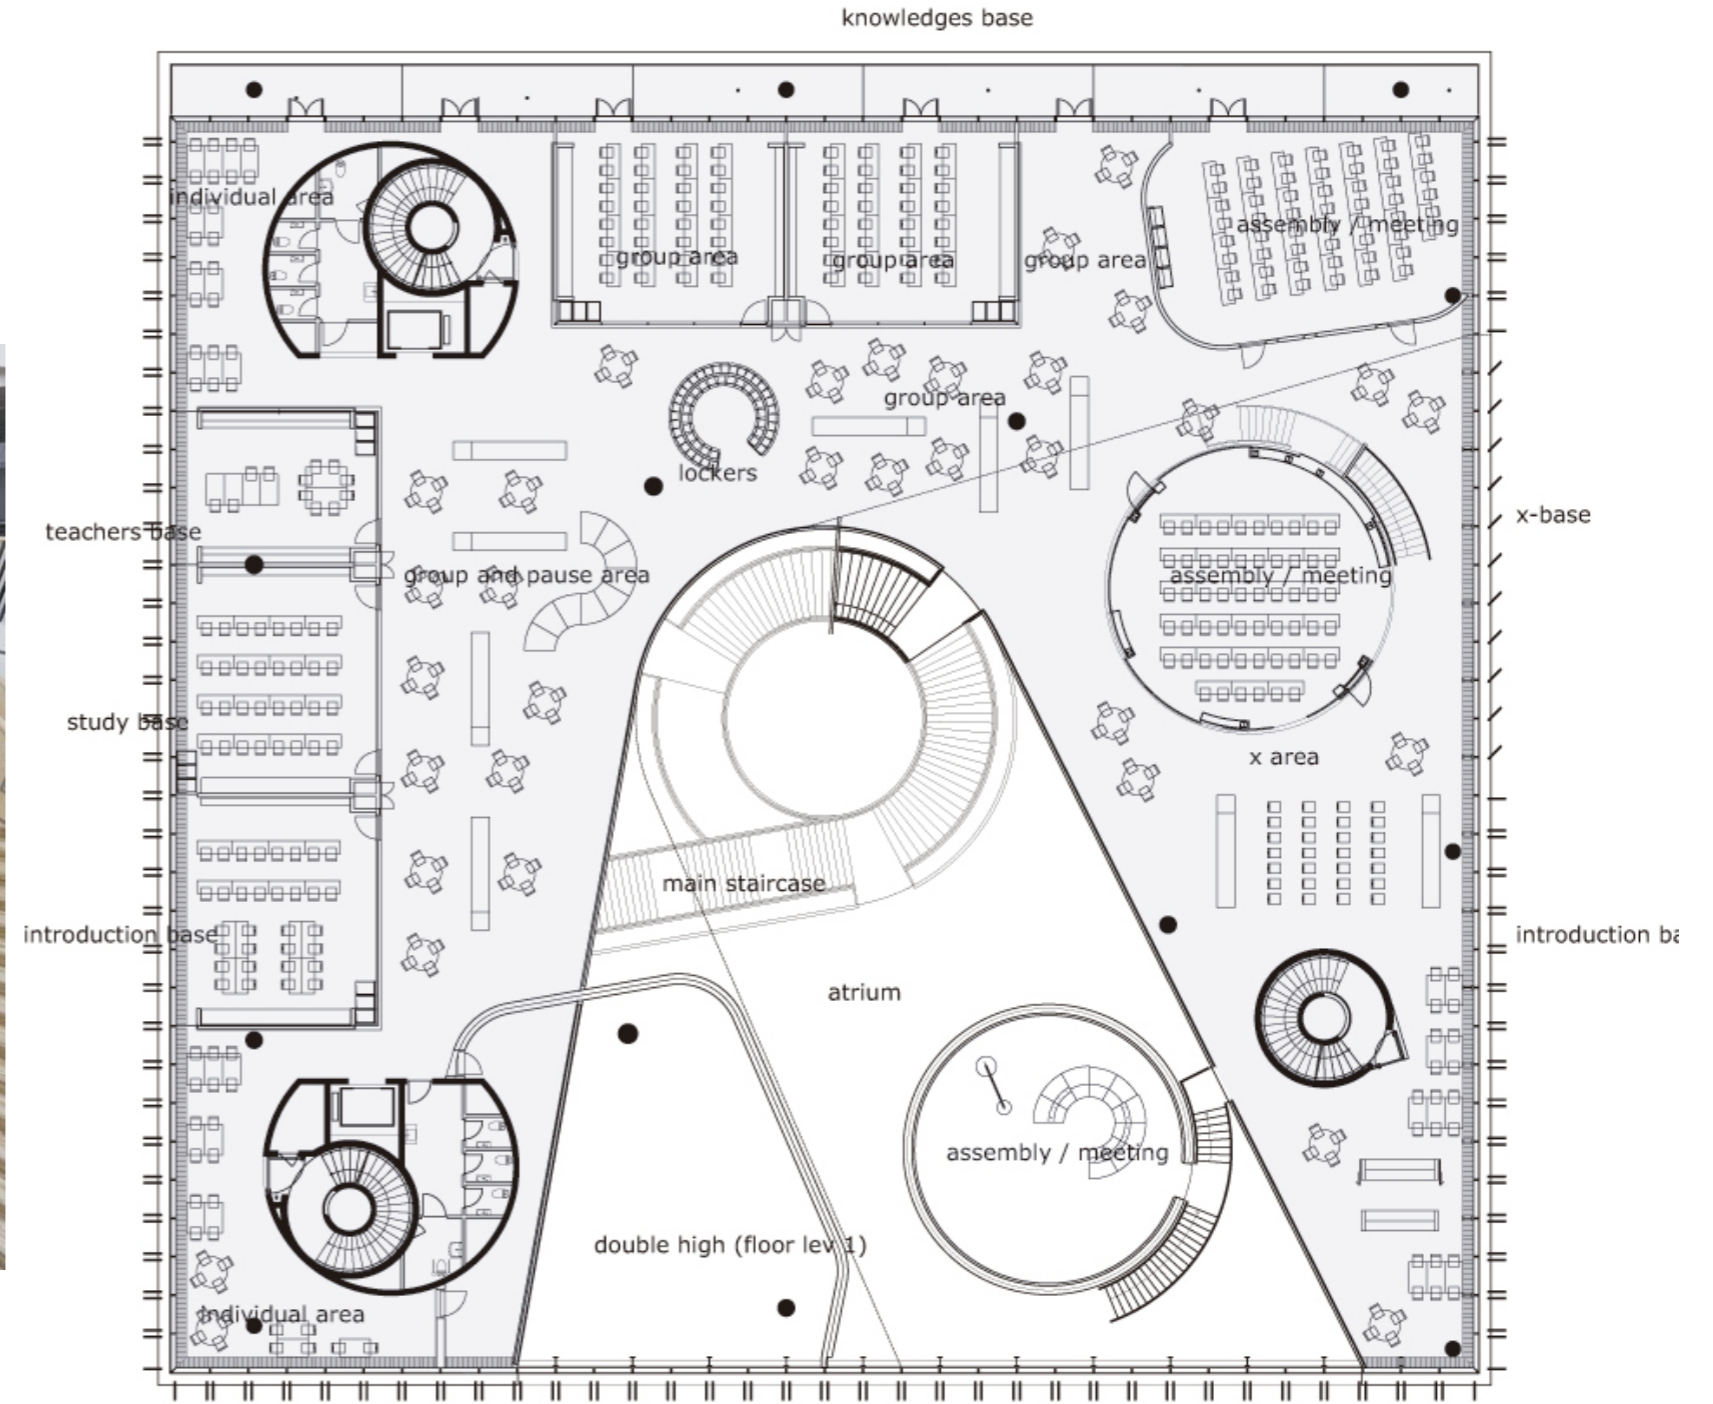 knowledges base
individual area
assembly / meeting
group area
group area
group area
group area
lockers
x-base
teachers base
group and pause area
assembly / meeting
study base
x area
main staircase
introduction base
introduction ba
atrium
assembly / meeting
double high (floor lev 1)
individual area